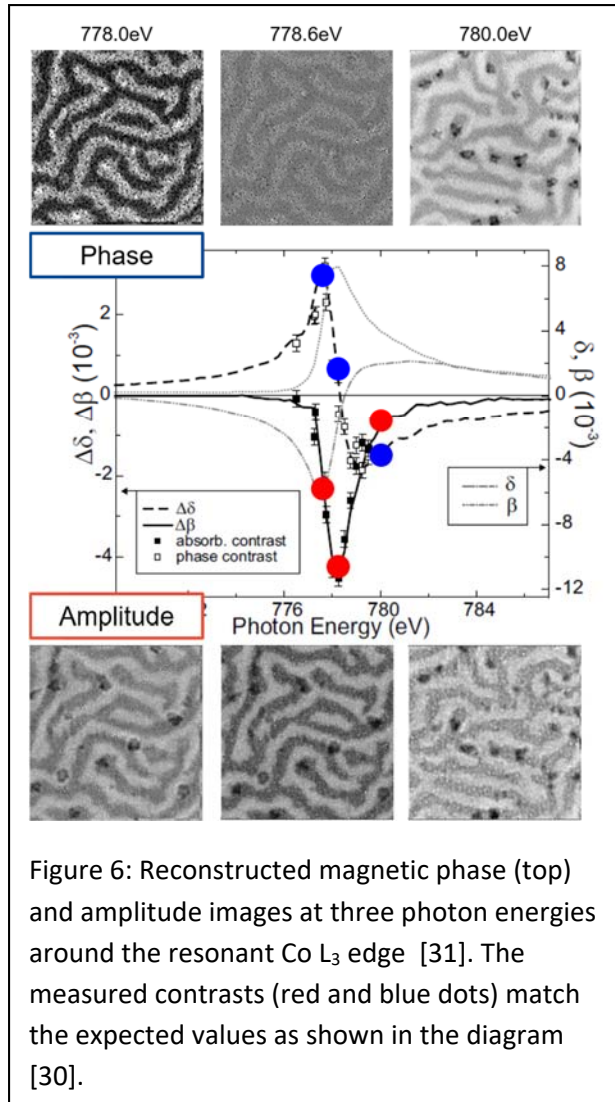 778.0eV 778.6eV 780.0eV
Phase
8
4
0
-4
-8
-12
δ, β (10⁻³)
2
0
-2
-4
Δδ, Δβ (10⁻³)
Δδ
Δβ
absorb. contrast
phase contrast
δ
β
776 780 784
Amplitude
Photon Energy (eV)
Figure 6: Reconstructed magnetic phase (top)
and amplitude images at three photon energies
around the resonant Co L₃ edge [31]. The
measured contrasts (red and blue dots) match
the expected values as shown in the diagram
[30].